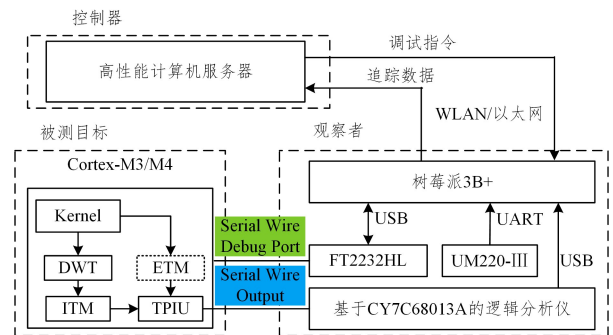 控制器
高性能计算机服务器
调试指令
追踪数据
WLAN/以太网
被测目标
观察者
Cortex-M3/M4
树莓派3B+
Kernel
Serial Wire
Debug Port
USB
UART
DWT
ETM
FT2232HL
UM220-III
USB
Serial Wire
Output
ITM
TPIU
基于CY7C68013A的逻辑分析仪